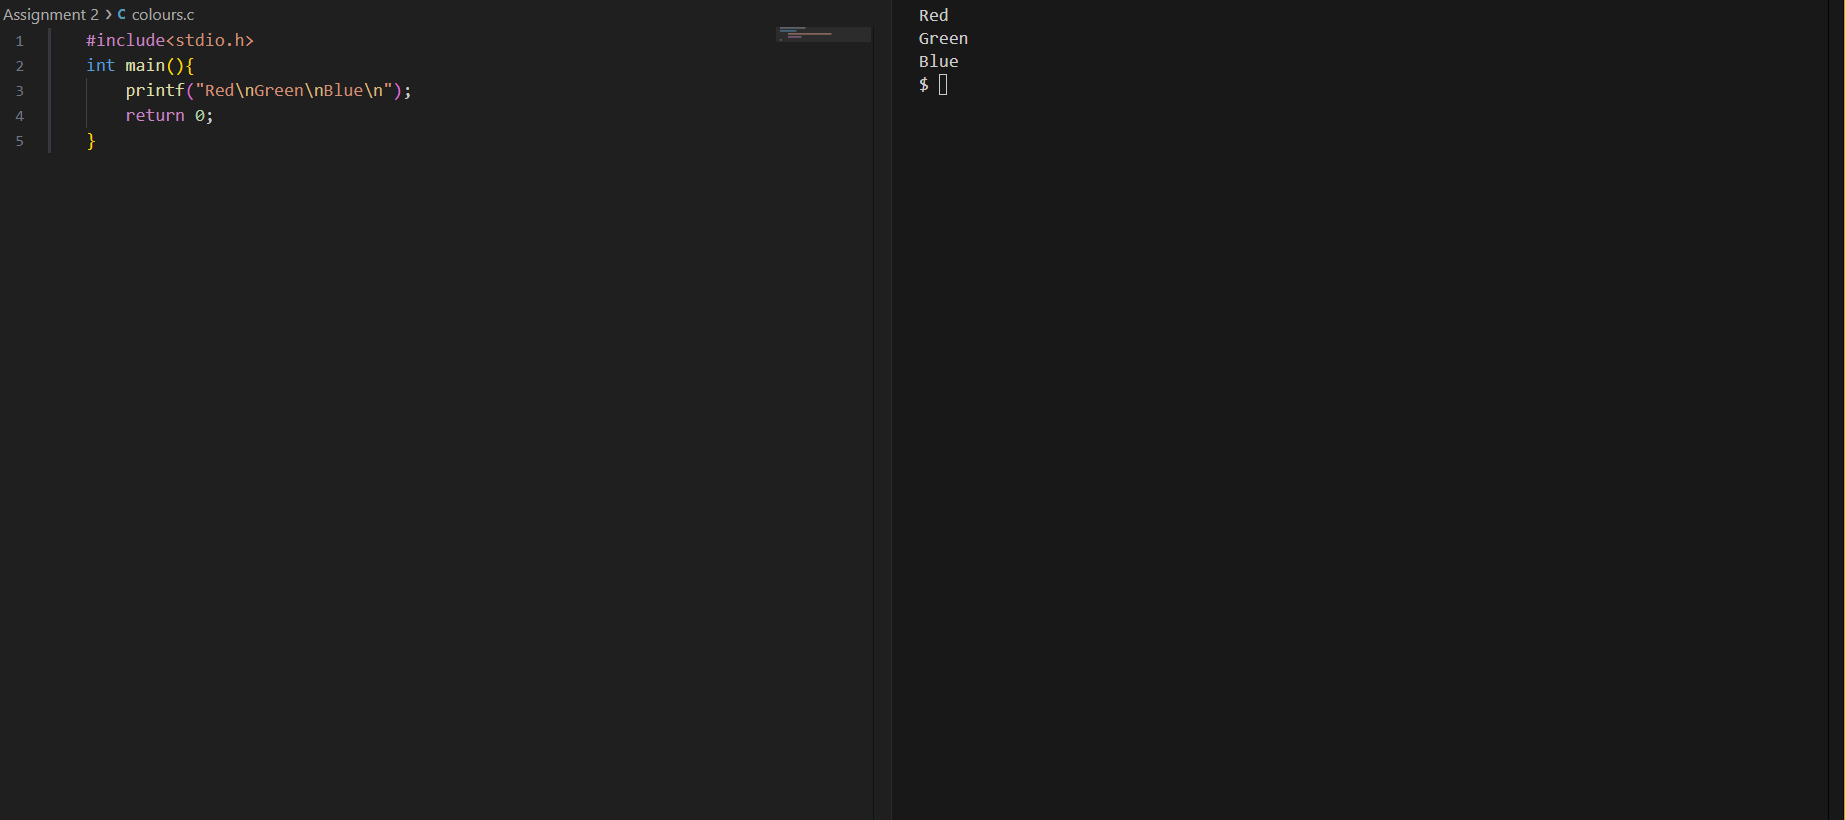 Assignment 2 > C colours.c
1 #include<stdio.h>
2 int main(){
3     printf("Red\nGreen\nBlue\n");
4     return 0;
5 }
Red
Green
Blue
$